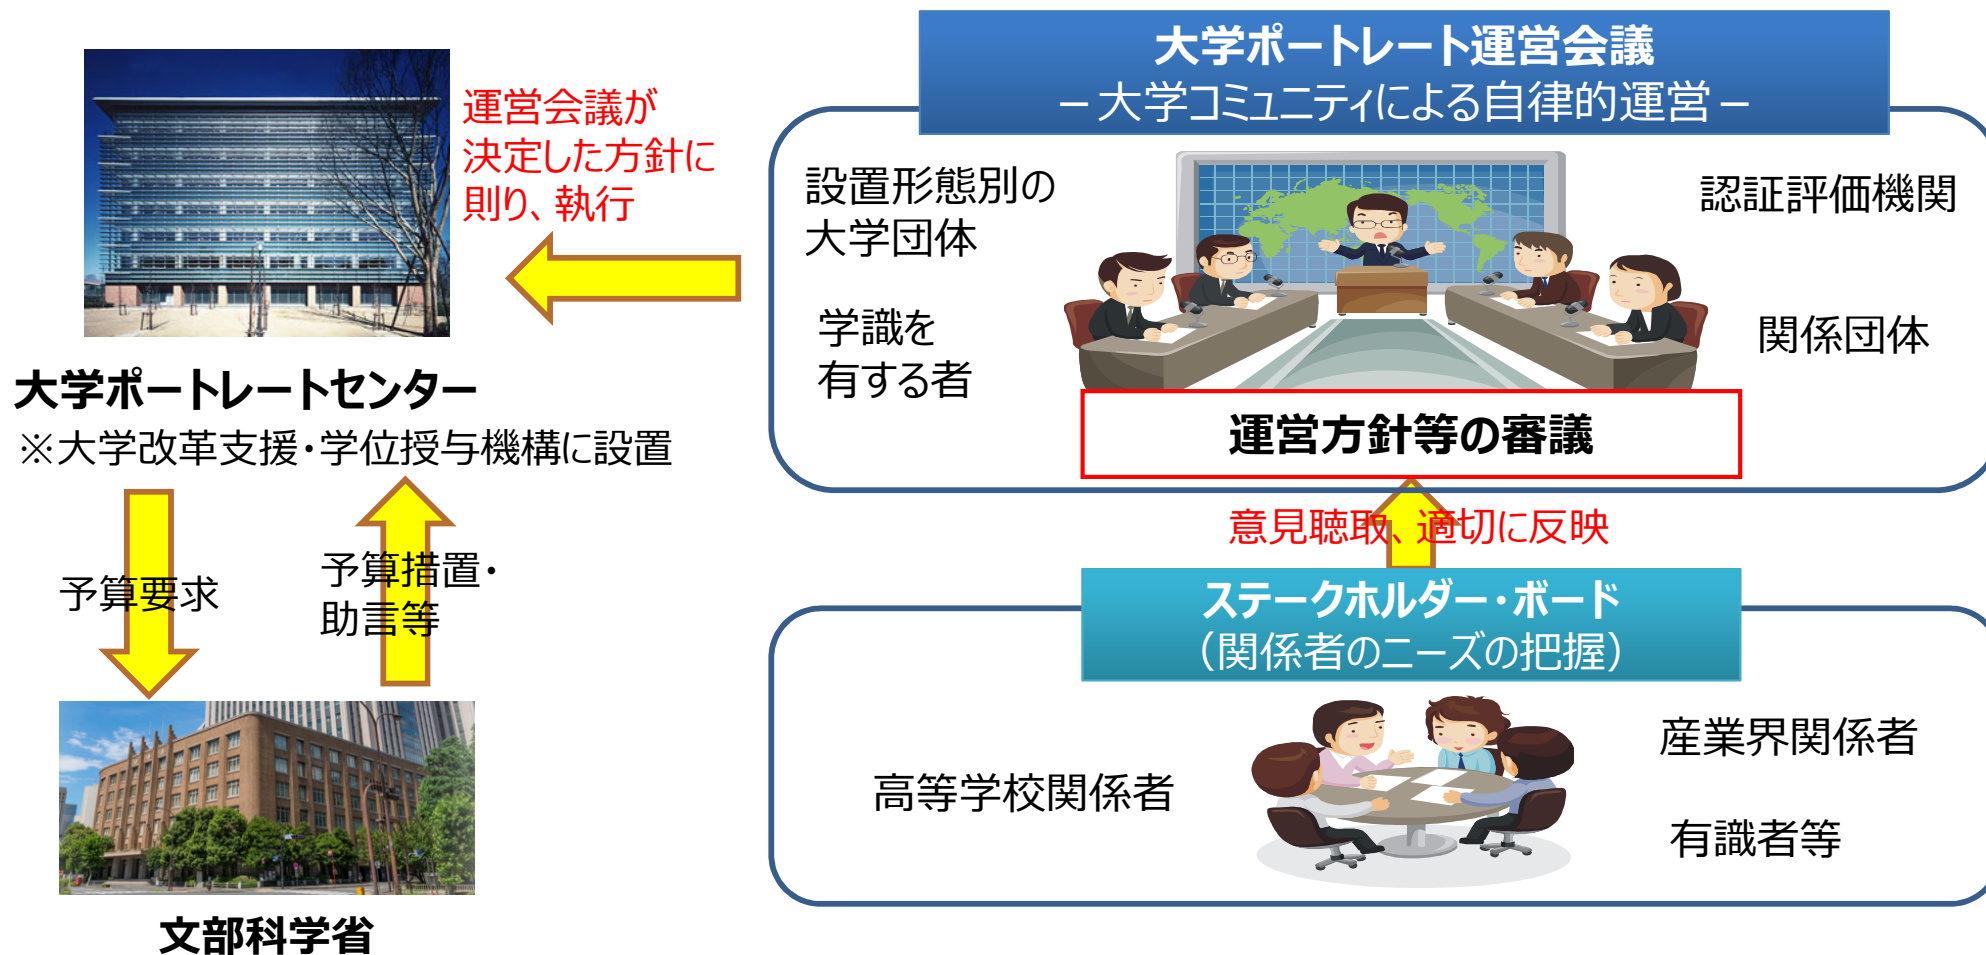 大学ポートレート運営会議
－大学コミュニティによる自律的運営－
運営会議が
決定した方針に
則り、執行
設置形態別の
大学団体
学識を
有する者
認証評価機関
関係団体
運営方針等の審議
大学ポートレートセンター
※大学改革支援・学位授与機構に設置
意見聴取、適切に反映
予算要求
予算措置・
助言等
ステークホルダー・ボード
（関係者のニーズの把握）
高等学校関係者
産業界関係者
有識者等
文部科学省